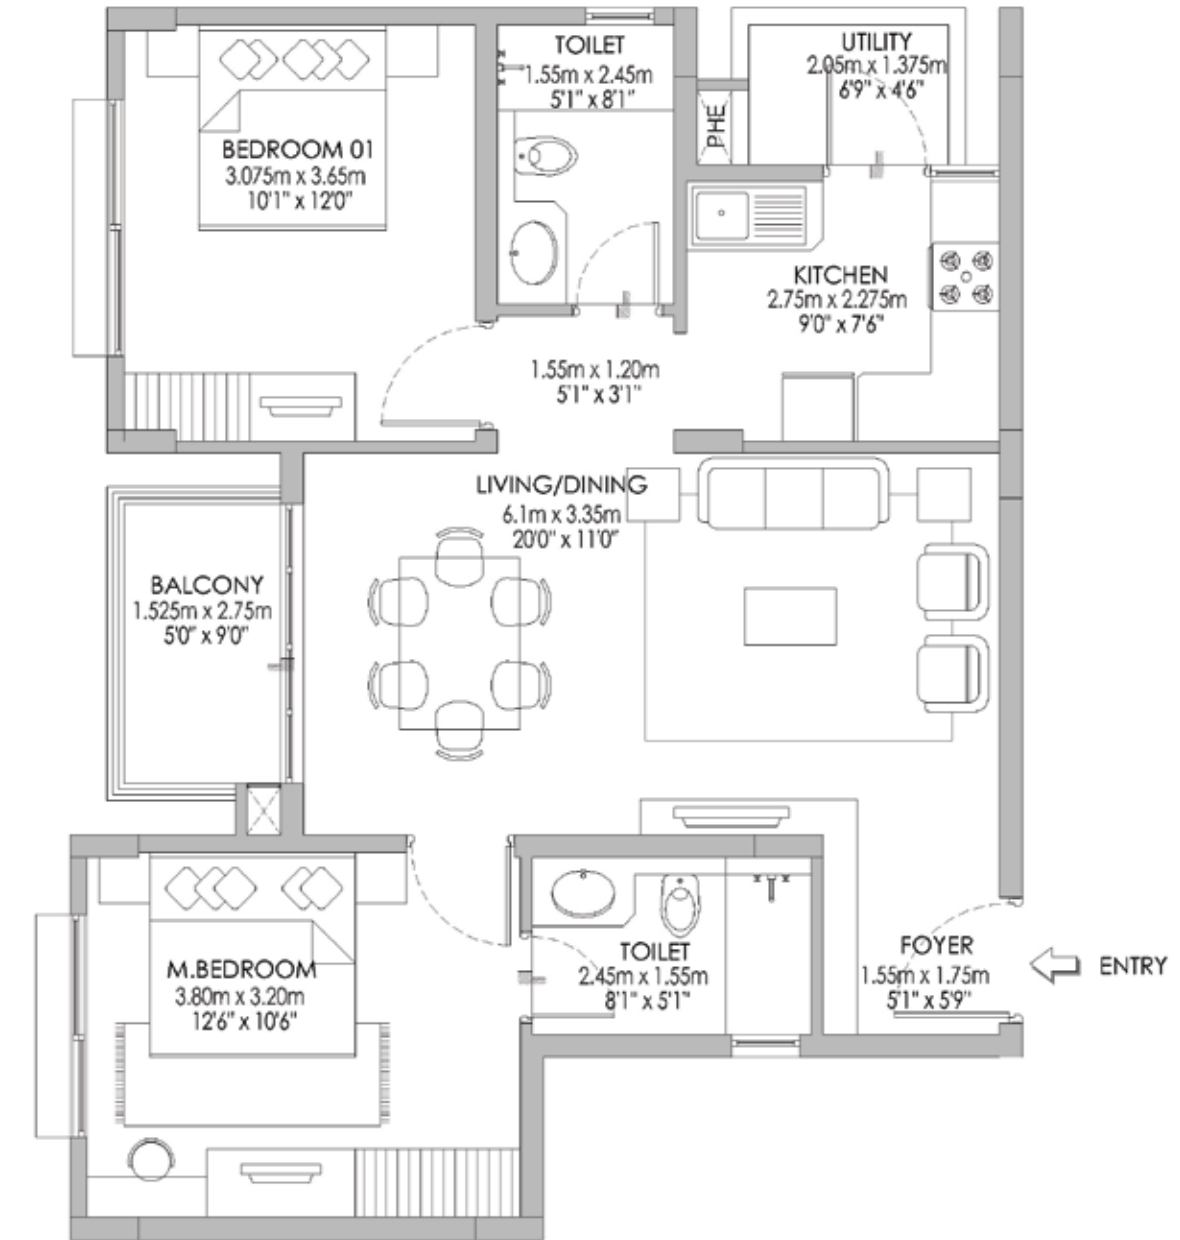 TOILET
1.55m x 2.45m
5'1" x 8'1"
UTILITY
2.05m x 1.375m
6'9" x 4'6"
PHE
BEDROOM 01
3.075m x 3.65m
10'1" x 12'0"
KITCHEN
2.75m x 2.275m
9'0" x 7'6"
1.55m x 1.20m
5'1" x 3'1"
LIVING/DINING
6.1m x 3.35m
20'0" x 11'0"
BALCONY
1.525m x 2.75m
5'0" x 9'0"
M.BEDROOM
3.80m x 3.20m
12'6" x 10'6"
TOILET
2.45m x 1.55m
8'1" x 5'1"
FOYER
1.55m x 1.75m
5'1" x 5'9"
ENTRY